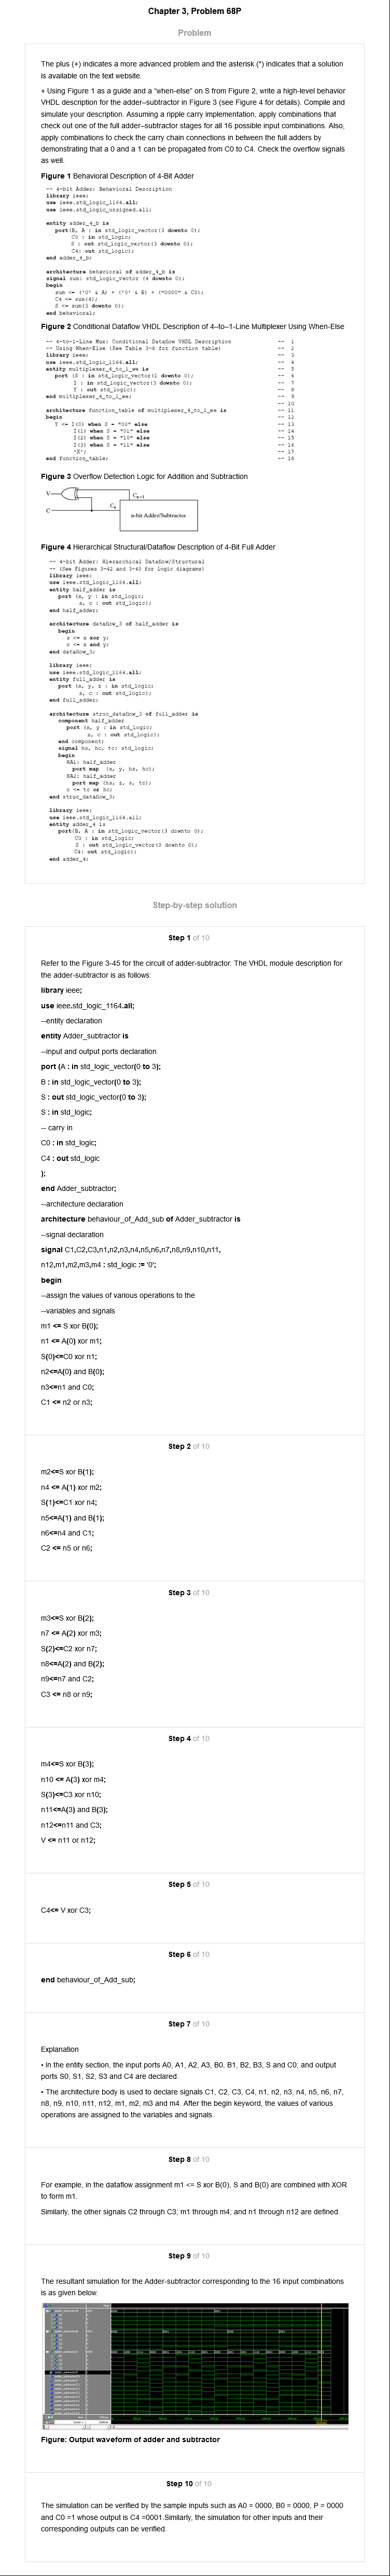 Chapter 3, Problem 68P
Problem
The plus (+) indicates a more advanced problem and the asterisk (*) indicates that a solution
is available on the text website.
+ Using Figure 1 as a guide and a “when-else” on S from Figure 2, write a high-level behavior
VHDL description for the adder–subtractor in Figure 3 (see Figure 4 for details). Compile and
simulate your description. Assuming a ripple carry implementation, apply combinations that
check out one of the full adder–subtractor stages for all 16 possible input combinations. Also,
apply combinations to check the carry chain connections in between the full adders by
demonstrating that a 0 and a 1 can be propagated from C0 to C4. Check the overflow signals
as well.
Figure 1 Behavioral Description of 4-Bit Adder
-- 4-bit Adder: Behavioral Description
library ieee;
use ieee.std_logic_1164.all;
use ieee.std_logic_unsigned.all;
entity adder_4_b is
port(B, A : in std_logic_vector(3 downto 0);
C0 : in std_logic;
S : out std_logic_vector(3 downto 0);
C4: out std_logic);
end adder_4_b;
architecture behavioral of adder_4_b is
signal sum: std_logic_vector (4 downto 0);
begin
sum <= ('0' & A) + ('0' & B) + ("0000" & C0);
C4 <= sum(4);
S <= sum(3 downto 0);
end behavioral;
Figure 2 Conditional Dataflow VHDL Description of 4–to–1-Line Multiplexer Using When-Else
-- 4-to-1-Line Mux: Conditional Dataflow VHDL Description -- 1
-- Using When-Else (See Table 3-8 for function table) -- 2
library ieee; -- 3
use ieee.std_logic_1164.all; -- 4
entity multiplexer_4_to_1_we is -- 5
port (S : in std_logic_vector(1 downto 0); -- 6
I : in std_logic_vector(3 downto 0); -- 7
Y : out std_logic); -- 8
end multiplexer_4_to_1_we; -- 9
-- 10
architecture function_table of multiplexer_4_to_1_we is -- 11
begin -- 12
Y <= I(0) when S = "00" else -- 13
I(1) when S = "01" else -- 14
I(2) when S = "10" else -- 15
I(3) when S = "11" else -- 16
'X'; -- 17
end function_table; -- 18
Figure 3 Overflow Detection Logic for Addition and Subtraction
V
C
Cn−1
Cn
n-bit Adder/Subtractor
Figure 4 Hierarchical Structural/Dataflow Description of 4-Bit Full Adder
-- 4-bit Adder: Hierarchical Dataflow/Structural
-- (See Figures 3-42 and 3-43 for logic diagrams)
library ieee;
use ieee.std_logic_1164.all;
entity half_adder is
port (x, y : in std_logic;
s, c : out std_logic);
end half_adder;
architecture dataflow_3 of half_adder is
begin
s <= x xor y;
c <= x and y;
end dataflow_3;
library ieee;
use ieee.std_logic_1164.all;
entity full_adder is
port (x, y, z : in std_logic;
s, c : out std_logic);
end full_adder;
architecture struc_dataflow_3 of full_adder is
component half_adder
port (x, y : in std_logic;
s, c : out std_logic);
end component;
signal hs, hc, tc: std_logic;
begin
HA1: half_adder
port map (x, y, hs, hc);
HA2: half_adder
port map (hs, z, s, tc);
c <= tc or hc;
end struc_dataflow_3;
library ieee;
use ieee.std_logic_1164.all;
entity adder_4 is
port(B, A : in std_logic_vector(3 downto 0);
C0 : in std_logic;
S : out std_logic_vector(3 downto 0);
C4: out std_logic);
end adder_4;
Step-by-step solution
Step 1 of 10
Refer to the Figure 3-45 for the circuit of adder-subtractor. The VHDL module description for
the adder-subtractor is as follows:
library ieee;
use ieee.std_logic_1164.all;
--entity declaration
entity Adder_subtractor is
--input and output ports declaration
port (A : in std_logic_vector(0 to 3);
B : in std_logic_vector(0 to 3);
S : out std_logic_vector(0 to 3);
S : in std_logic;
-- carry in
C0 : in std_logic;
C4 : out std_logic
);
end Adder_subtractor;
--architecture declaration
architecture behaviour_of_Add_sub of Adder_subtractor is
--signal declaration
signal C1,C2,C3,n1,n2,n3,n4,n5,n6,n7,n8,n9,n10,n11,
n12,m1,m2,m3,m4 : std_logic := '0';
begin
--assign the values of various operations to the
--variables and signals
m1 <= S xor B(0);
n1 <= A(0) xor m1;
S(0)<=C0 xor n1;
n2<=A(0) and B(0);
n3<=n1 and C0;
C1 <= n2 or n3;
Step 2 of 10
m2<=S xor B(1);
n4 <= A(1) xor m2;
S(1)<=C1 xor n4;
n5<=A(1) and B(1);
n6<=n4 and C1;
C2 <= n5 or n6;
Step 3 of 10
m3<=S xor B(2);
n7 <= A(2) xor m3;
S(2)<=C2 xor n7;
n8<=A(2) and B(2);
n9<=n7 and C2;
C3 <= n8 or n9;
Step 4 of 10
m4<=S xor B(3);
n10 <= A(3) xor m4;
S(3)<=C3 xor n10;
n11<=A(3) and B(3);
n12<=n11 and C3;
V <= n11 or n12;
Step 5 of 10
C4<= V xor C3;
Step 6 of 10
end behaviour_of_Add_sub;
Step 7 of 10
Explanation
• In the entity section, the input ports A0, A1, A2, A3, B0, B1, B2, B3, S and C0; and output
ports S0, S1, S2, S3 and C4 are declared.
• The architecture body is used to declare signals C1, C2, C3, C4, n1, n2, n3, n4, n5, n6, n7,
n8, n9, n10, n11, n12, m1, m2, m3 and m4. After the begin keyword, the values of various
operations are assigned to the variables and signals.
Step 8 of 10
For example, in the dataflow assignment m1 <= S xor B(0), S and B(0) are combined with XOR
to form m1.
Similarly, the other signals C2 through C3; m1 through m4; and n1 through n12 are defined.
Step 9 of 10
The resultant simulation for the Adder-subtractor corresponding to the 16 input combinations
is as given below.
Figure: Output waveform of adder and subtractor
Step 10 of 10
The simulation can be verified by the sample inputs such as A0 = 0000, B0 = 0000, P = 0000
and C0 =1 whose output is C4 =0001.Similarly, the simulation for other inputs and their
corresponding outputs can be verified.